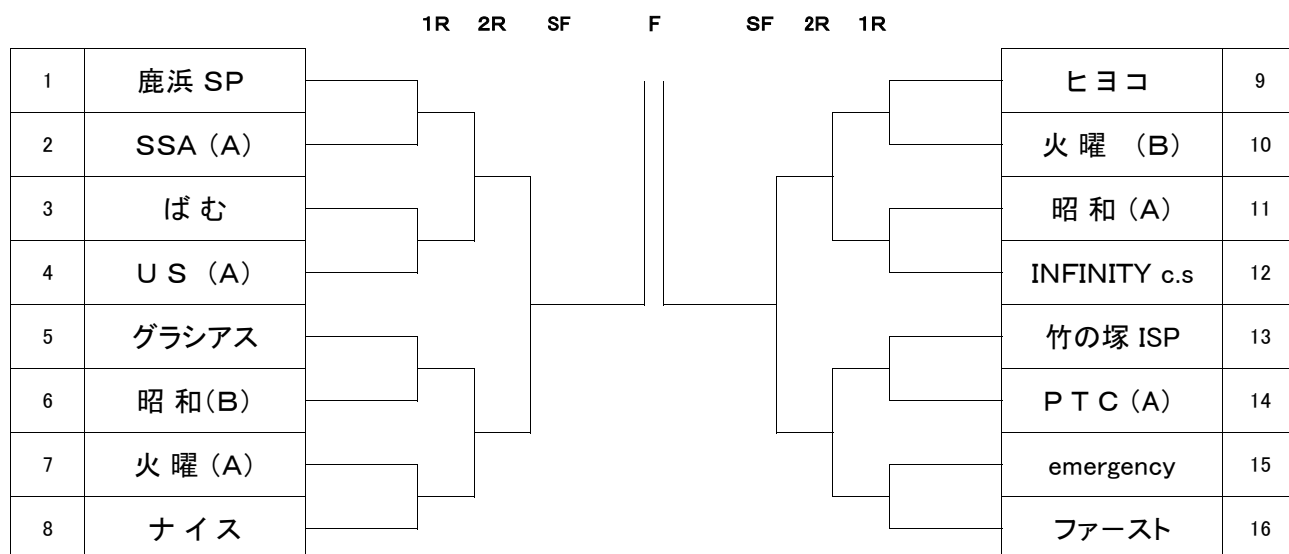 1R 2R SF F SF 2R 1R
1 鹿浜 SP ヒヨコ 9
2 SSA (A) 火曜 (B) 10
3 ばむ 昭和 (A) 11
4 US (A) INFINITY c.s 12
5 グラシアス 竹の塚 ISP 13
6 昭和(B) PTC (A) 14
7 火曜 (A) emergency 15
8 ナイス ファースト 16